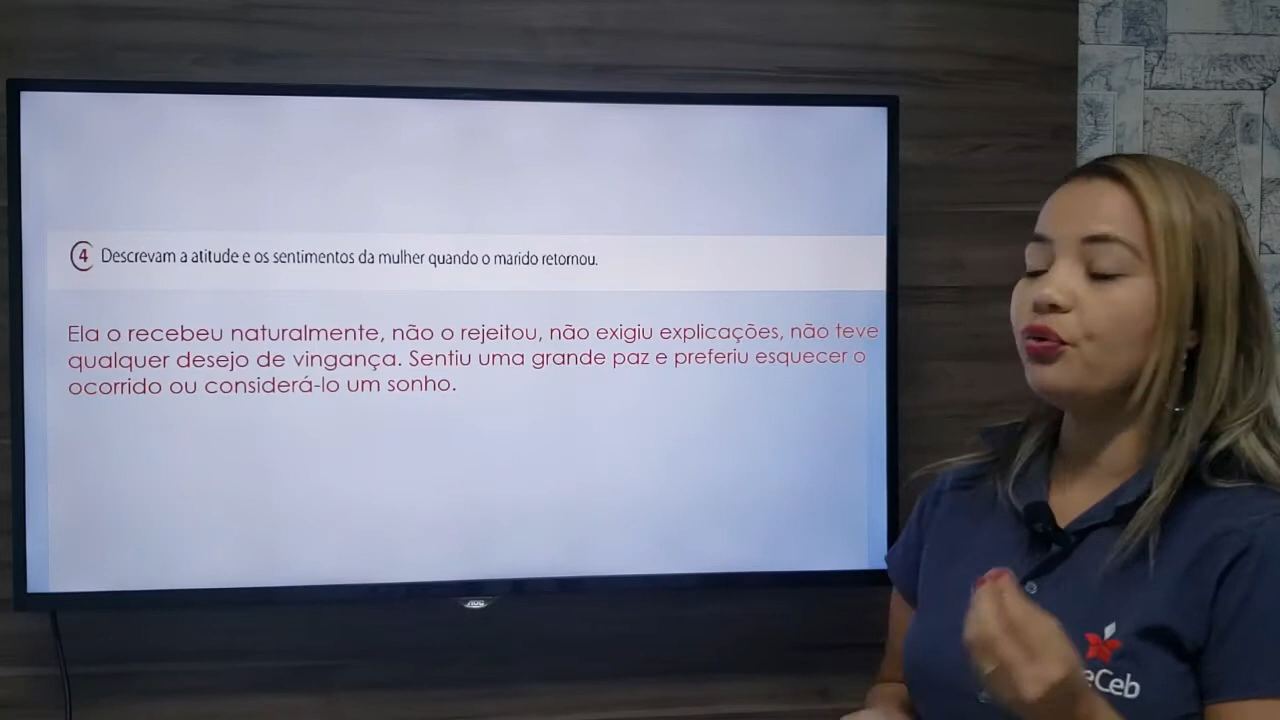 4 Descrevam a atitude e os sentimentos da mulher quando o marido retornou.
Ela o recebeu naturalmente, não o rejeitou, não exigiu explicações, não teve
qualquer desejo de vingança. Sentiu uma grande paz e preferiu esquecer o
ocorrido ou considerá-lo um sonho.
AOC
eCeb